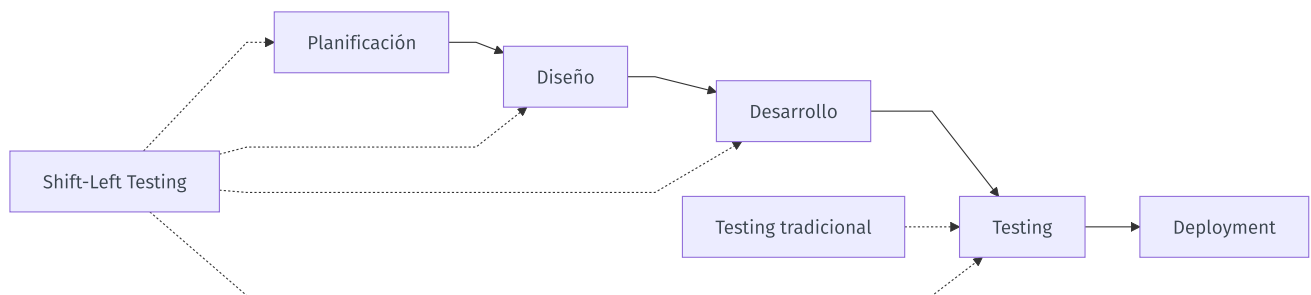 Planificación
Diseño
Desarrollo
Shift-Left Testing
Testing tradicional
Testing
Deployment